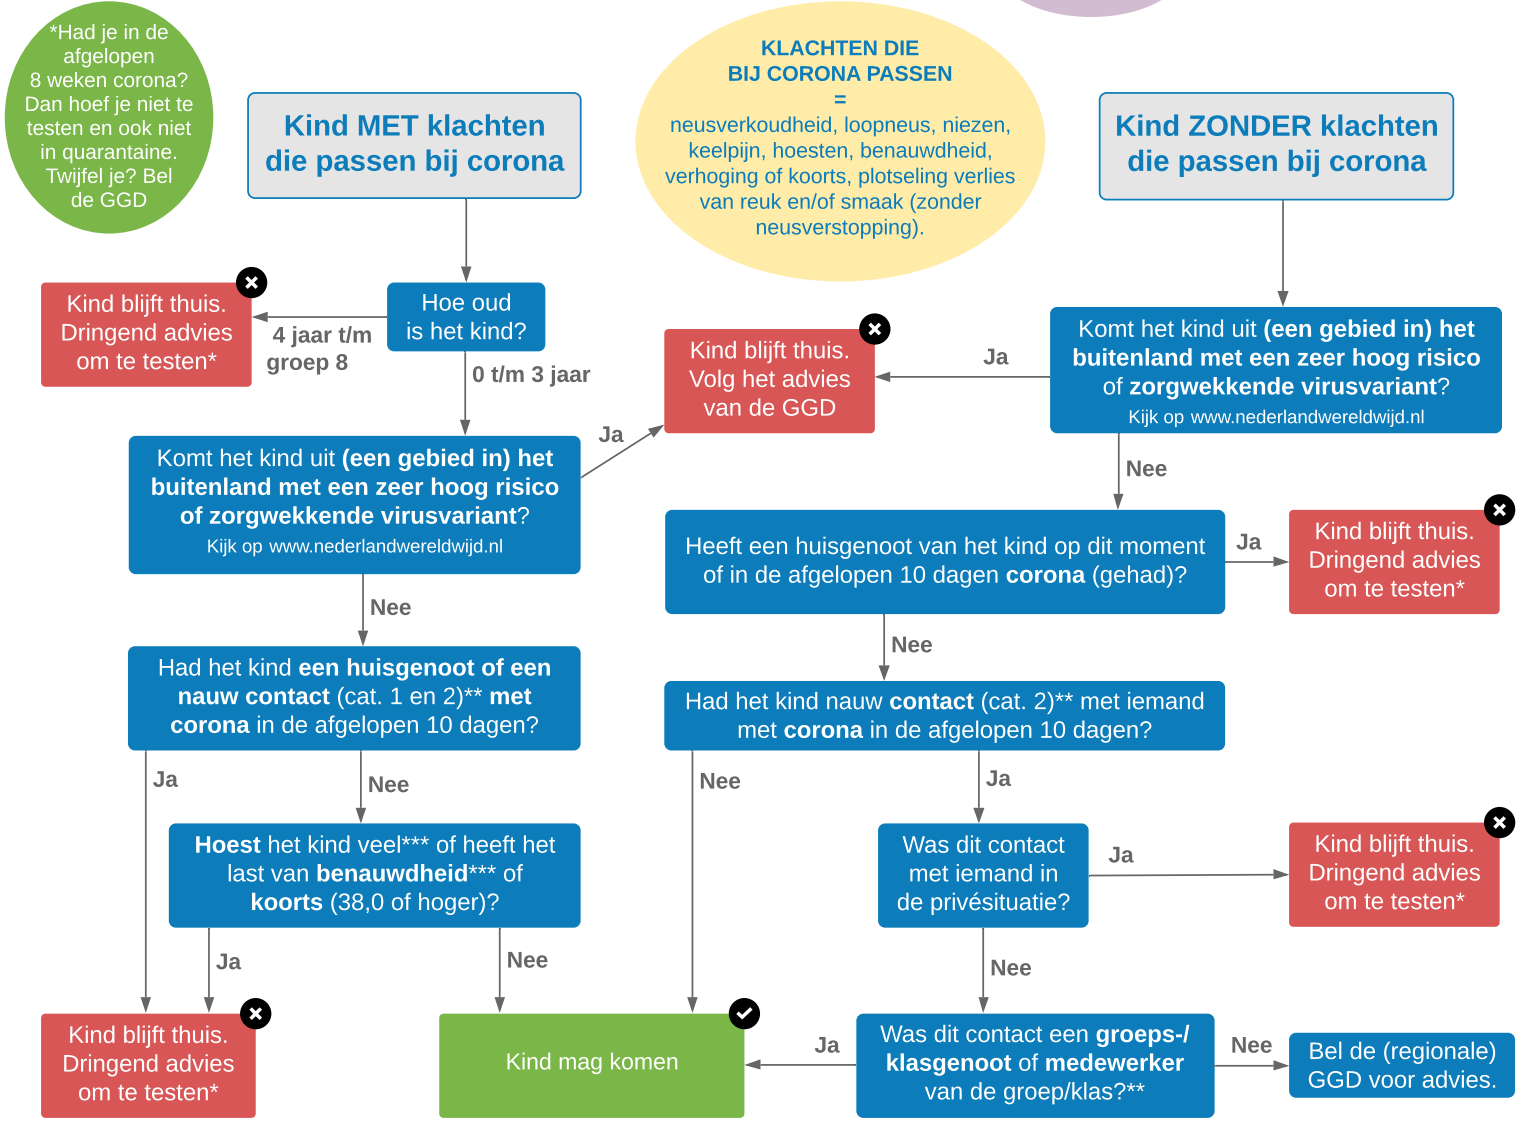 *Had je in de
afgelopen
8 weken corona?
Dan hoef je niet te
testen en ook niet
in quarantaine.
Twijfel je? Bel
de GGD
Kind MET klachten
die passen bij corona
KLACHTEN DIE
BIJ CORONA PASSEN
=
neusverkoudheid, loopneus, niezen,
keelpijn, hoesten, benauwdheid,
verhoging of koorts, plotseling verlies
van reuk en/of smaak (zonder
neusverstopping).
Kind ZONDER klachten
die passen bij corona
Kind blijft thuis.
Dringend advies
om te testen*
4 jaar t/m
groep 8
Hoe oud
is het kind?
0 t/m 3 jaar
Komt het kind uit (een gebied in) het
buitenland met een zeer hoog risico
of zorgwekkende virusvariant?
Kijk op www.nederlandwereldwijd.nl
Ja
Kind blijft thuis.
Volg het advies
van de GGD
Ja
Komt het kind uit (een gebied in) het
buitenland met een zeer hoog risico
of zorgwekkende virusvariant?
Kijk op www.nederlandwereldwijd.nl
Nee
Nee
Heeft een huisgenoot van het kind op dit moment
of in de afgelopen 10 dagen corona (gehad)?
Ja
Kind blijft thuis.
Dringend advies
om te testen*
Had het kind een huisgenoot of een
nauw contact (cat. 1 en 2)** met
corona in de afgelopen 10 dagen?
Nee
Had het kind nauw contact (cat. 2)** met iemand
met corona in de afgelopen 10 dagen?
Ja
Nee
Nee
Ja
Hoest het kind veel*** of heeft het
last van benauwdheid*** of
koorts (38,0 of hoger)?
Was dit contact
met iemand in
de privésituatie?
Ja
Kind blijft thuis.
Dringend advies
om te testen*
Ja
Nee
Nee
Kind blijft thuis.
Dringend advies
om te testen*
Kind mag komen
Ja
Was dit contact een groeps-/
klasgenoot of medewerker
van de groep/klas?**
Nee
Bel de (regionale)
GGD voor advies.